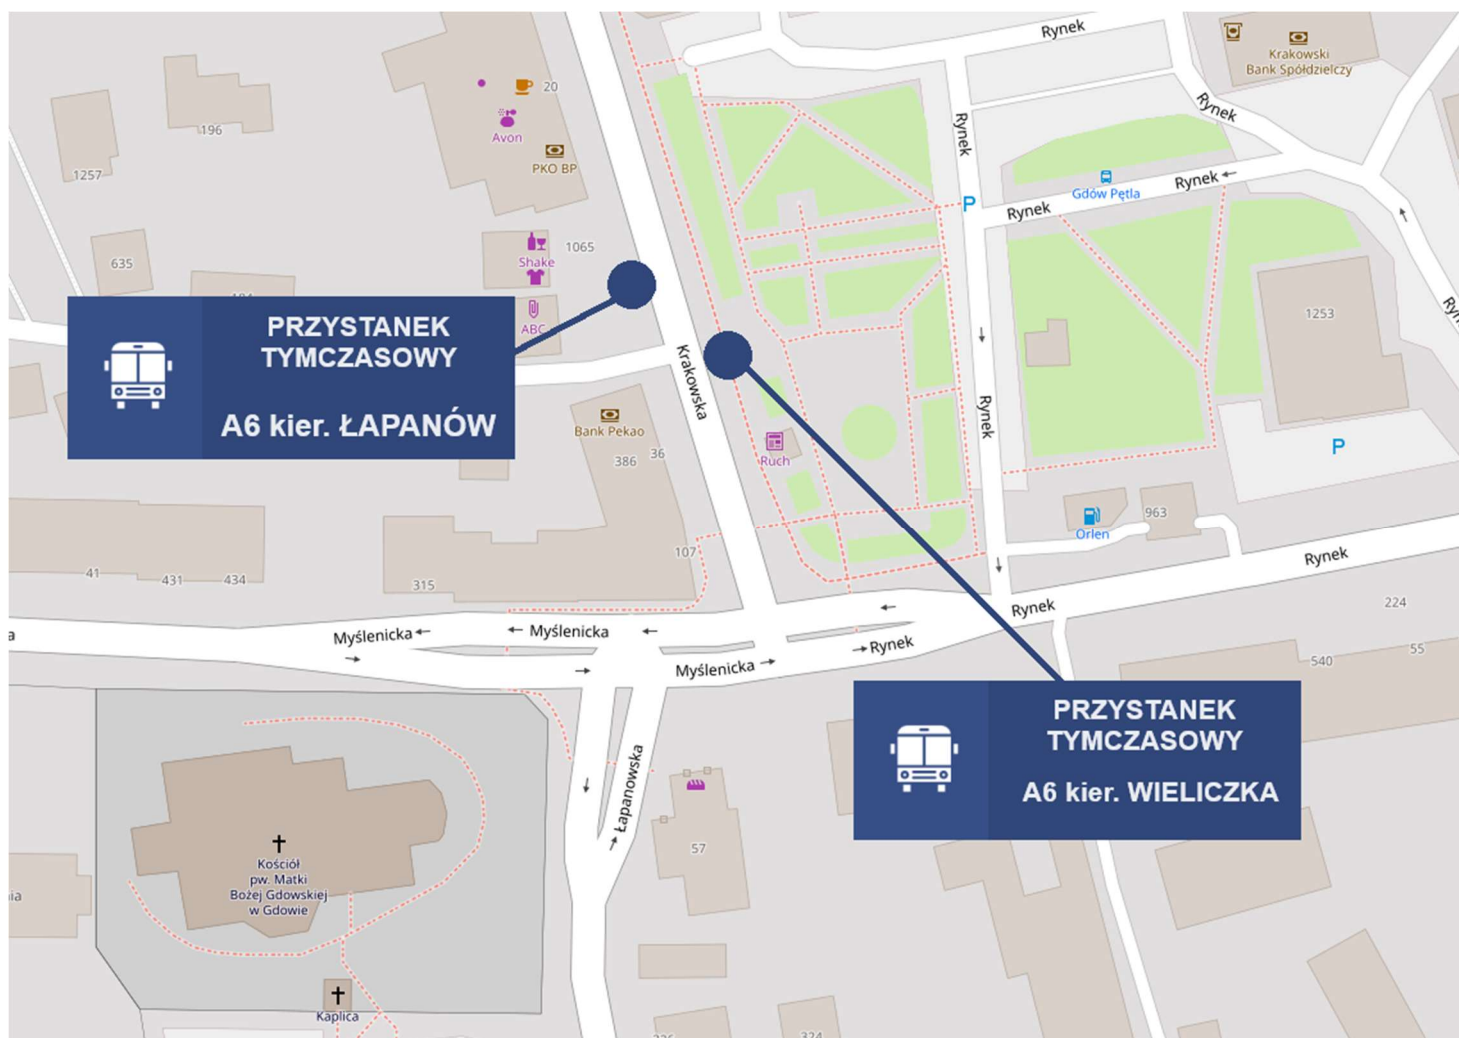 Rynek
Krakowski
Bank Spółdzielczy
20
196
Avon
Rynek
Rynek
PKO BP
1257
Rynek
Gdów Pętla
P
Rynek
1065
Shake
635
ABC
1253
PRZYSTANEK
TYMCZASOWY
A6 kier. ŁAPANÓW
Krakowska
Rynek
Bank Pekao
386
36
Ruch
P
963
Orlen
107
Rynek
41
431
434
315
Rynek
224
Myślenicka
Myślenicka
Rynek
55
540
Myślenicka
PRZYSTANEK
TYMCZASOWY
A6 kier. WIELICZKA
Łapanowska
57
Kościół
pw. Matki
Bożej Gdowskiej
w Gdowie
Kaplica